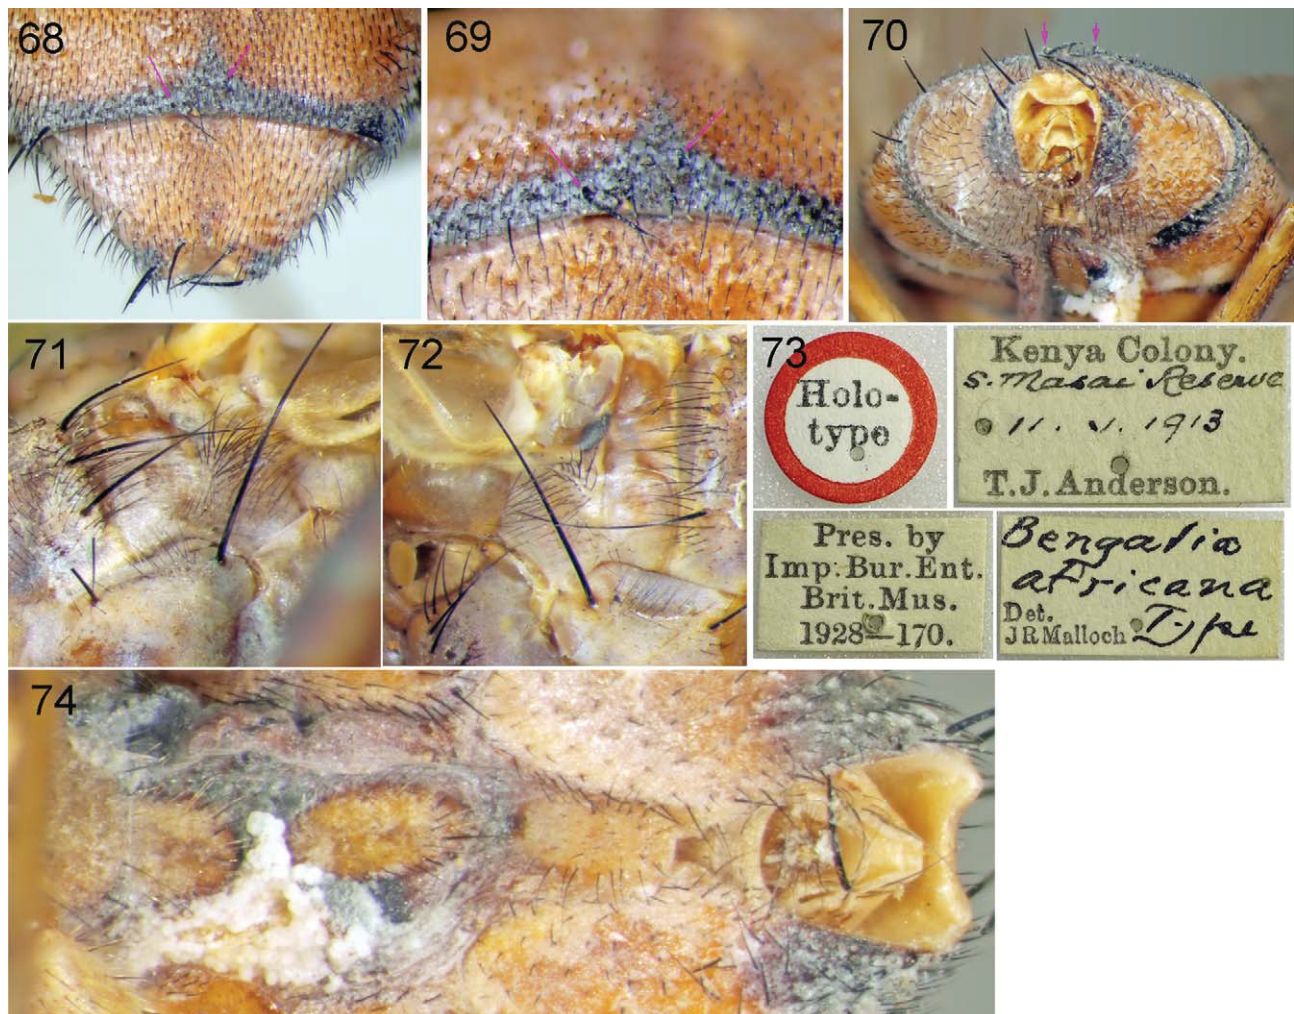 68
69
70
71
72
73
Holo-
type
Kenya Colony.
S. Masai Reserve
11. V. 1913
T.J. Anderson.
Pres. by
Imp. Bur. Ent.
Brit. Mus.
1928—170.
Bengalia
africana
Det.
JRMalloch Type
74